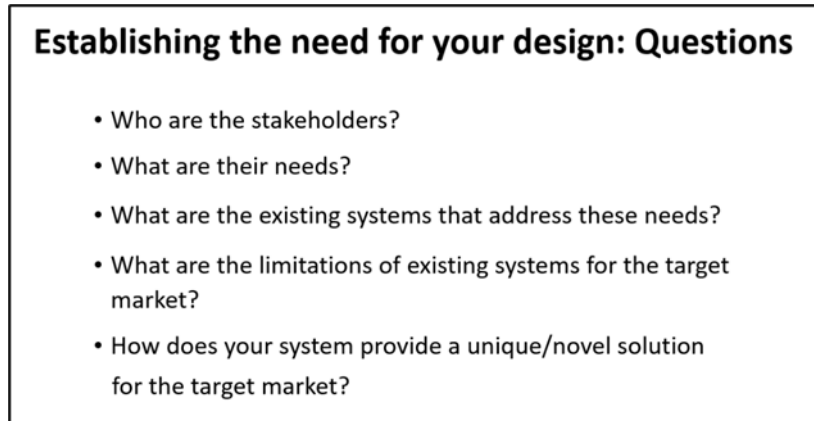 Establishing the need for your design: Questions
• Who are the stakeholders?
• What are their needs?
• What are the existing systems that address these needs?
• What are the limitations of existing systems for the target
market?
• How does your system provide a unique/novel solution
for the target market?